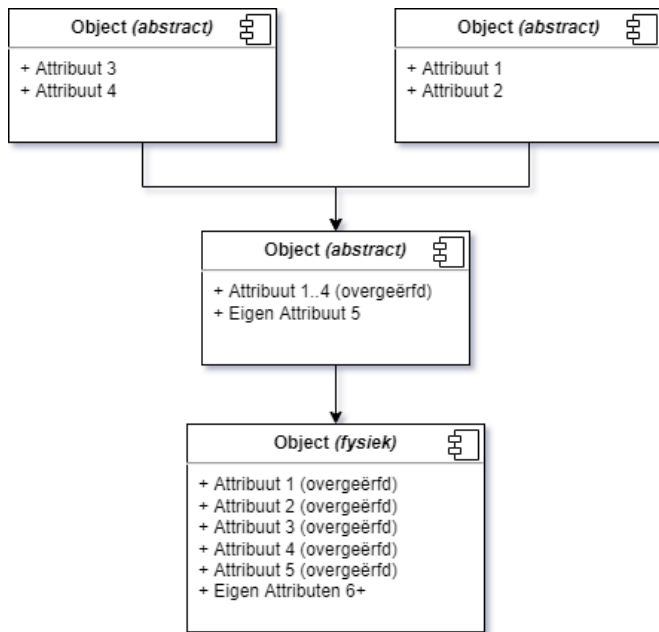 Object (abstract)
+ Attribuut 3
+ Attribuut 4
Object (abstract)
+ Attribuut 1
+ Attribuut 2
Object (abstract)
+ Attribuut 1..4 (overgeërfd)
+ Eigen Attribuut 5
Object (fysiek)
+ Attribuut 1 (overgeërfd)
+ Attribuut 2 (overgeërfd)
+ Attribuut 3 (overgeërfd)
+ Attribuut 4 (overgeërfd)
+ Attribuut 5 (overgeërfd)
+ Eigen Attributen 6+